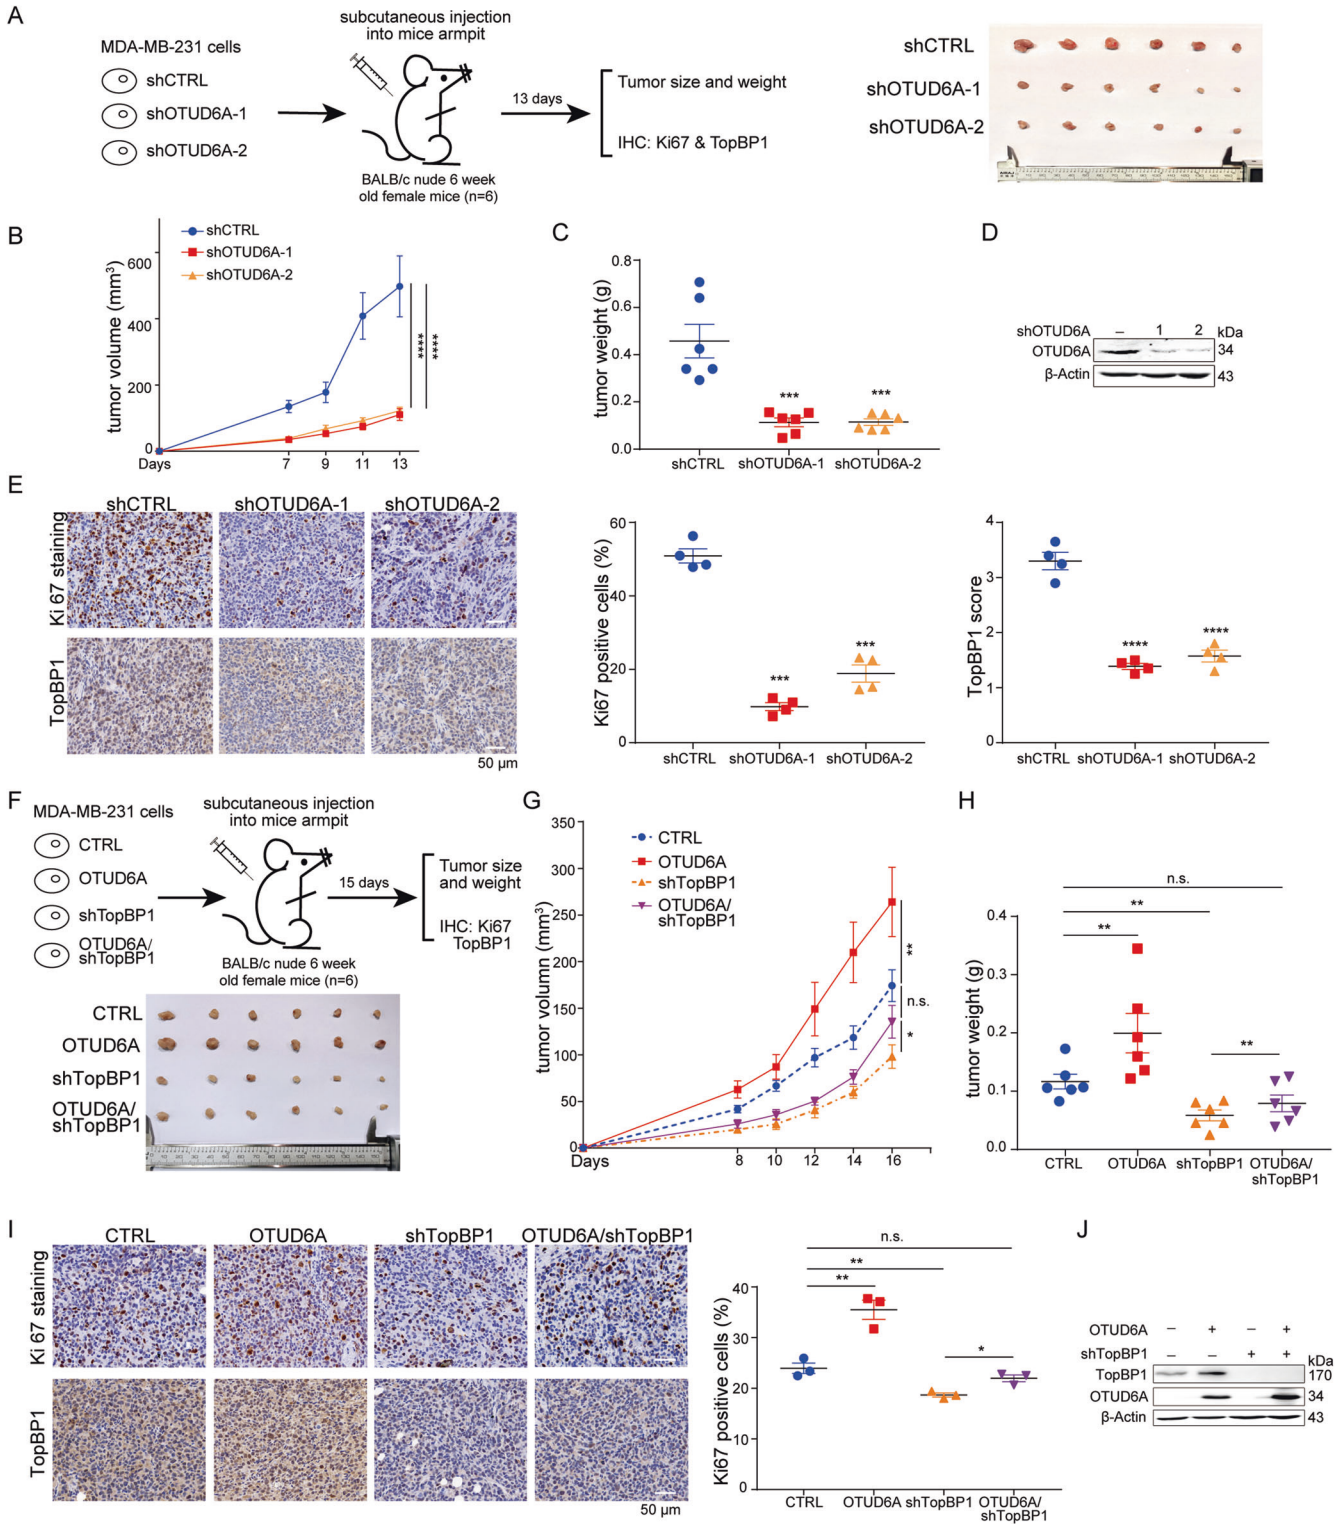 A
MDA-MB-231 cells
shCTRL
shOTUD6A-1
shOTUD6A-2
subcutaneous injection
into mice armpit
BALB/c nude 6 week
old female mice (n=6)
13 days
Tumor size and weight
IHC: Ki67 & TopBP1
shCTRL
shOTUD6A-1
shOTUD6A-2
B
shCTRL
shOTUD6A-1
shOTUD6A-2
tumor volume (mm³)
600
400
200
0
Days
7 9 11 13
****
****
C
tumor weight (g)
0.8
0.6
0.4
0.2
0.0
***
***
shCTRL shOTUD6A-1 shOTUD6A-2
D
shOTUD6A – 1 2 kDa
OTUD6A 34
β-Actin 43
E
shCTRL shOTUD6A-1 shOTUD6A-2
Ki 67 staining
TopBP1
50 μm
Ki67 positive cells (%)
60
40
20
0
***
***
shCTRL shOTUD6A-1 shOTUD6A-2
TopBP1 score
4
3
2
1
0
****
****
shCTRL shOTUD6A-1 shOTUD6A-2
F
MDA-MB-231 cells
CTRL
OTUD6A
shTopBP1
OTUD6A/
shTopBP1
subcutaneous injection
into mice armpit
BALB/c nude 6 week
old female mice (n=6)
15 days
Tumor size
and weight
IHC: Ki67
TopBP1
CTRL
OTUD6A
shTopBP1
OTUD6A/
shTopBP1
G
CTRL
OTUD6A
shTopBP1
OTUD6A/
shTopBP1
tumor volumn (mm³)
350
300
250
200
150
100
50
0
Days
8 10 12 14 16
**
n.s.
*
H
tumor weight (g)
0.4
0.3
0.2
0.1
0.0
n.s.
**
**
**
CTRL OTUD6A shTopBP1 OTUD6A/
shTopBP1
I
CTRL OTUD6A shTopBP1 OTUD6A/shTopBP1
Ki 67 staining
TopBP1
50 μm
Ki67 positive cells (%)
40
30
20
10
0
n.s.
**
**
*
CTRL OTUD6A shTopBP1 OTUD6A/
shTopBP1
J
OTUD6A – + – +
shTopBP1 – – + +
kDa
TopBP1 170
OTUD6A 34
β-Actin 43